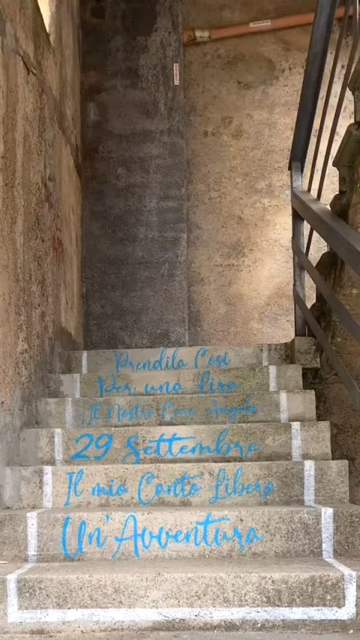 Prendila Così
Per una Lira
Il Nostro Caro Angelo
29 Settembre
Il mio Canto Libero
Un'Avventura